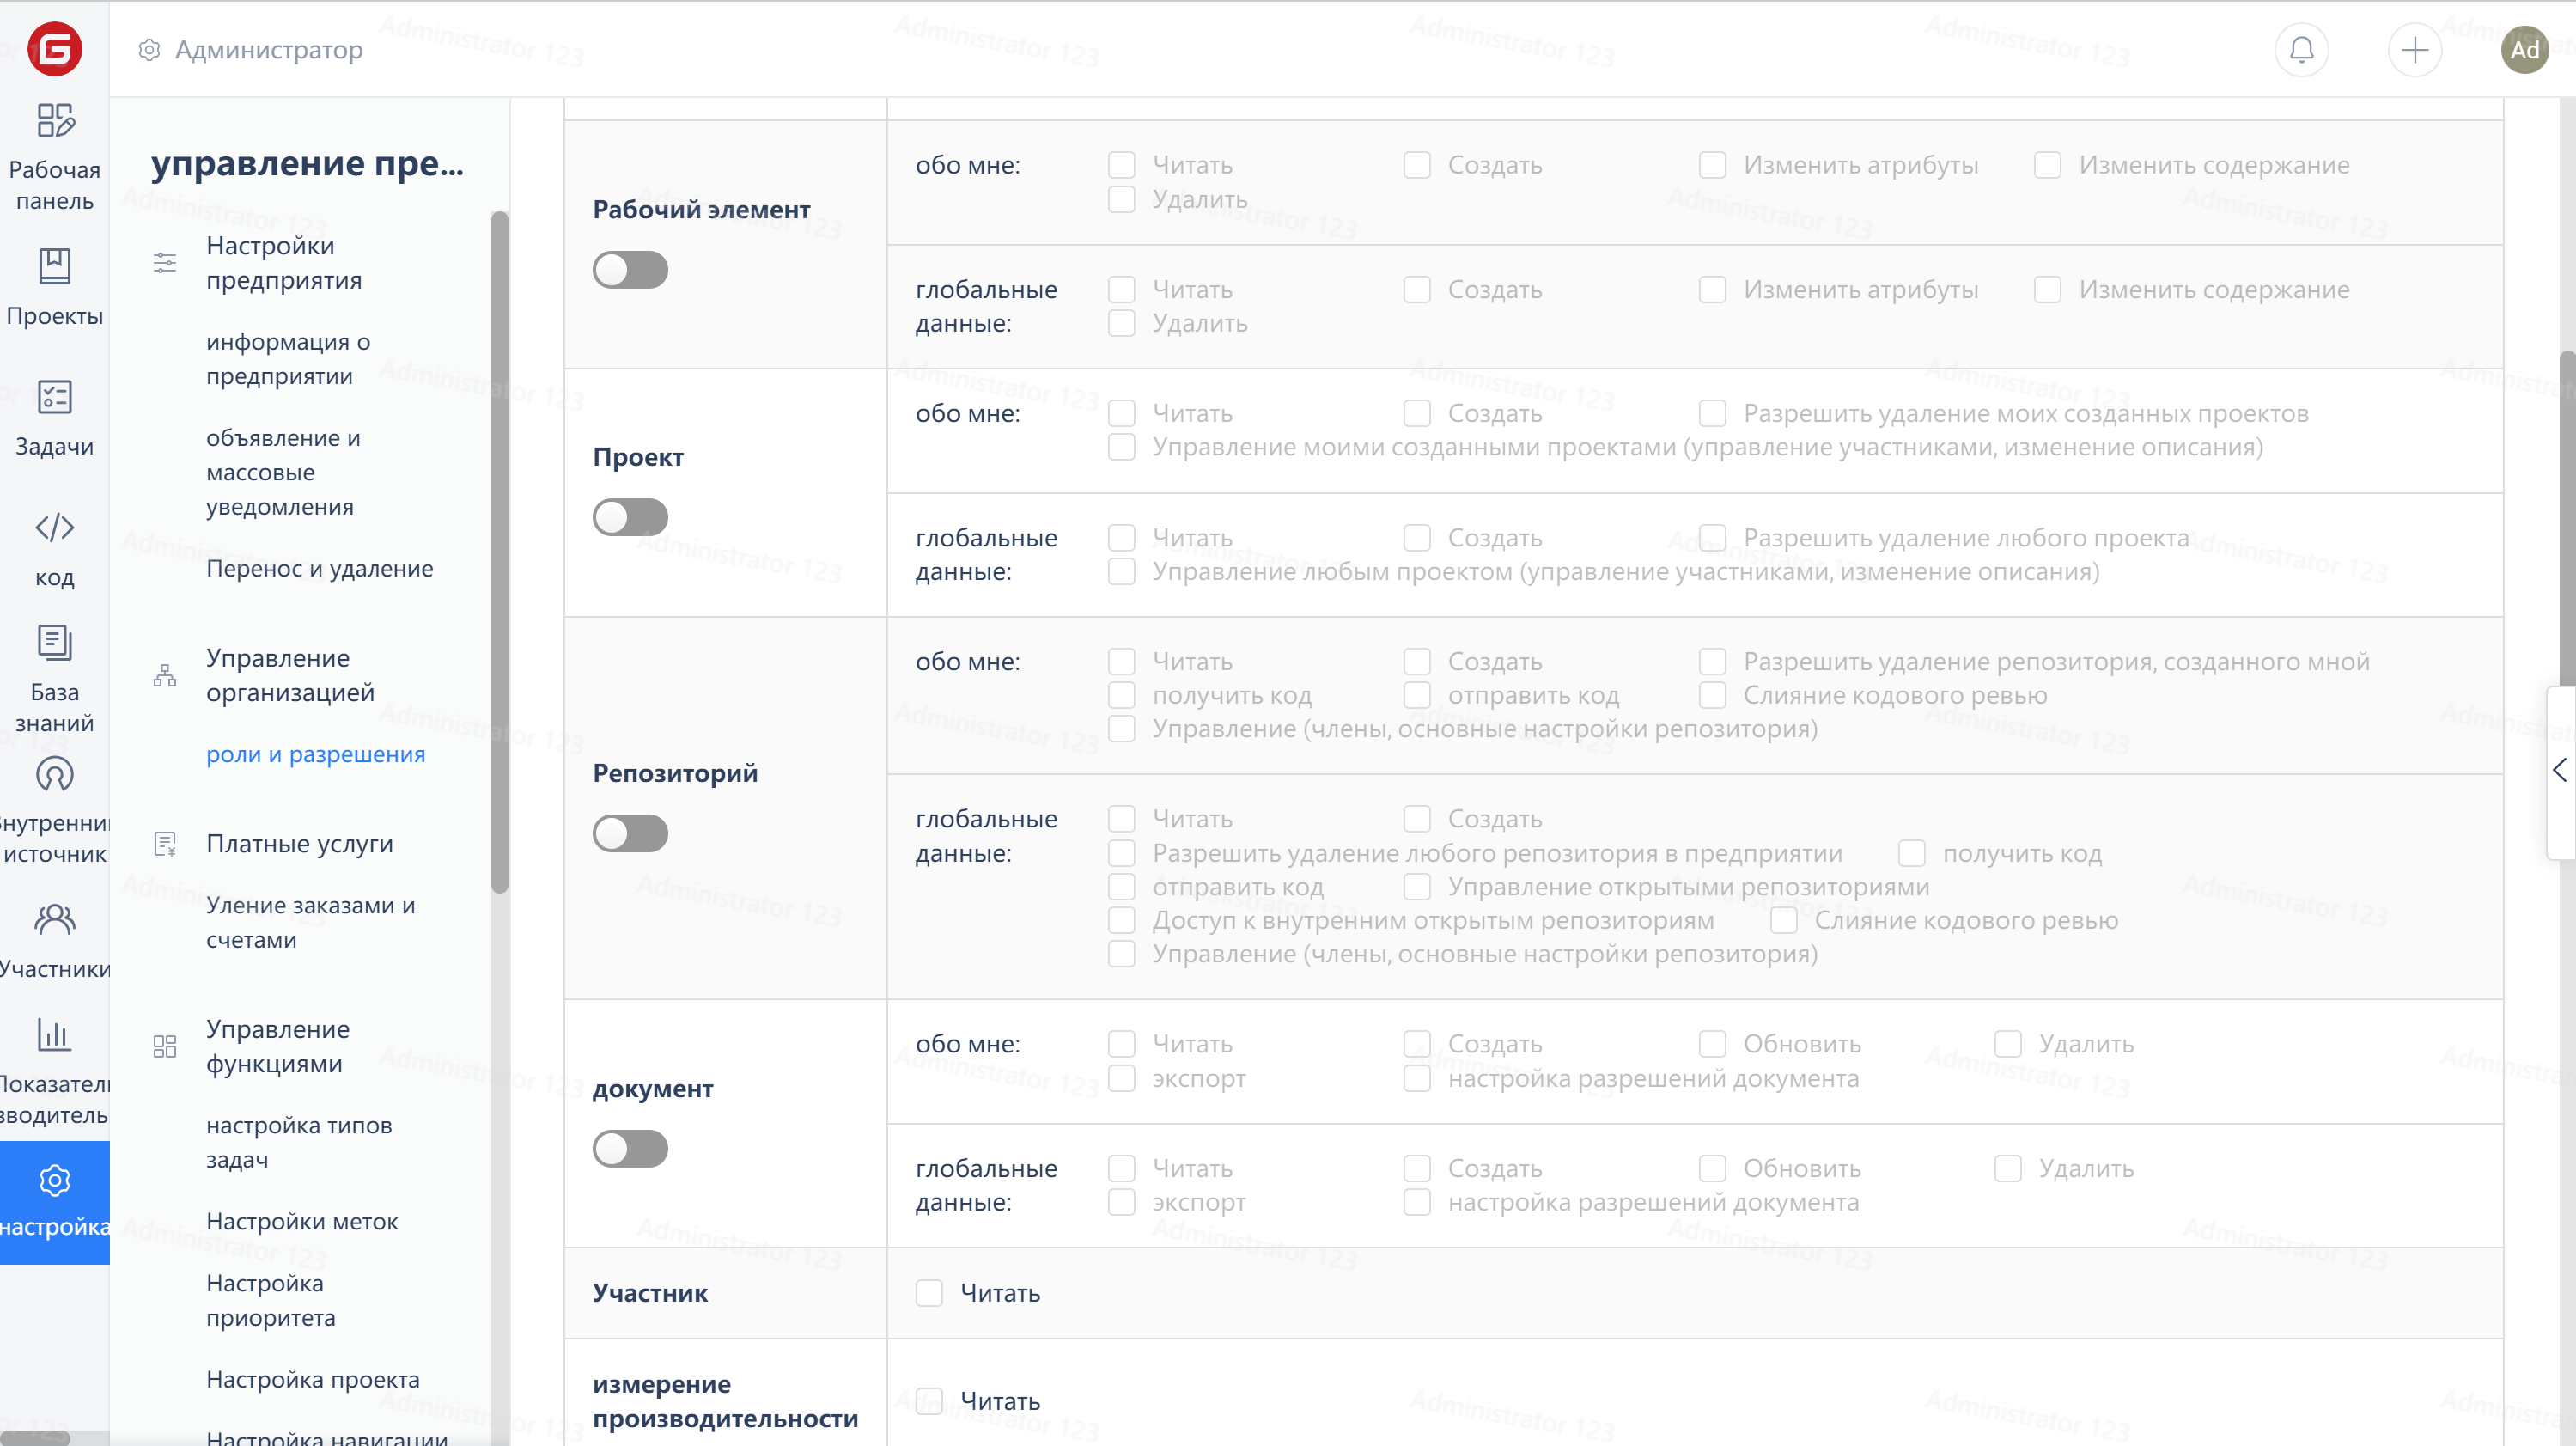 Администратор
Ad
Рабочая
панель
Проекты
Задачи
код
База
знаний
источник
Участники
настройка
управление пре...
Настройки
предприятия
информация о
предприятии
объявление и
массовые
уведомления
Перенос и удаление
Управление
организацией
роли и разрешения
Платные услуги
Уление заказами и
счетами
Управление
функциями
настройка типов
задач
Настройки меток
Настройка
приоритета
Настройка проекта
Настройка навигации
Рабочий элемент
обо мне:
Читать Создать Изменить атрибуты Изменить содержание
Удалить
глобальные
данные:
Читать Создать Изменить атрибуты Изменить содержание
Удалить
Проект
обо мне:
Читать Создать Разрешить удаление моих созданных проектов
Управление моими созданными проектами (управление участниками, изменение описания)
глобальные
данные:
Читать Создать Разрешить удаление любого проекта
Управление любым проектом (управление участниками, изменение описания)
Репозиторий
обо мне:
Читать Создать Разрешить удаление репозитория, созданного мной
получить код отправить код Слияние кодового ревью
Управление (члены, основные настройки репозитория)
глобальные
данные:
Читать Создать
Разрешить удаление любого репозитория в предприятии получить код
отправить код Управление открытыми репозиториями
Доступ к внутренним открытым репозиториям Слияние кодового ревью
Управление (члены, основные настройки репозитория)
документ
обо мне:
Читать Создать Обновить Удалить
экспорт настройка разрешений документа
глобальные
данные:
Читать Создать Обновить Удалить
экспорт настройка разрешений документа
Участник
Читать
измерение
производительности
Читать
Administrator 123